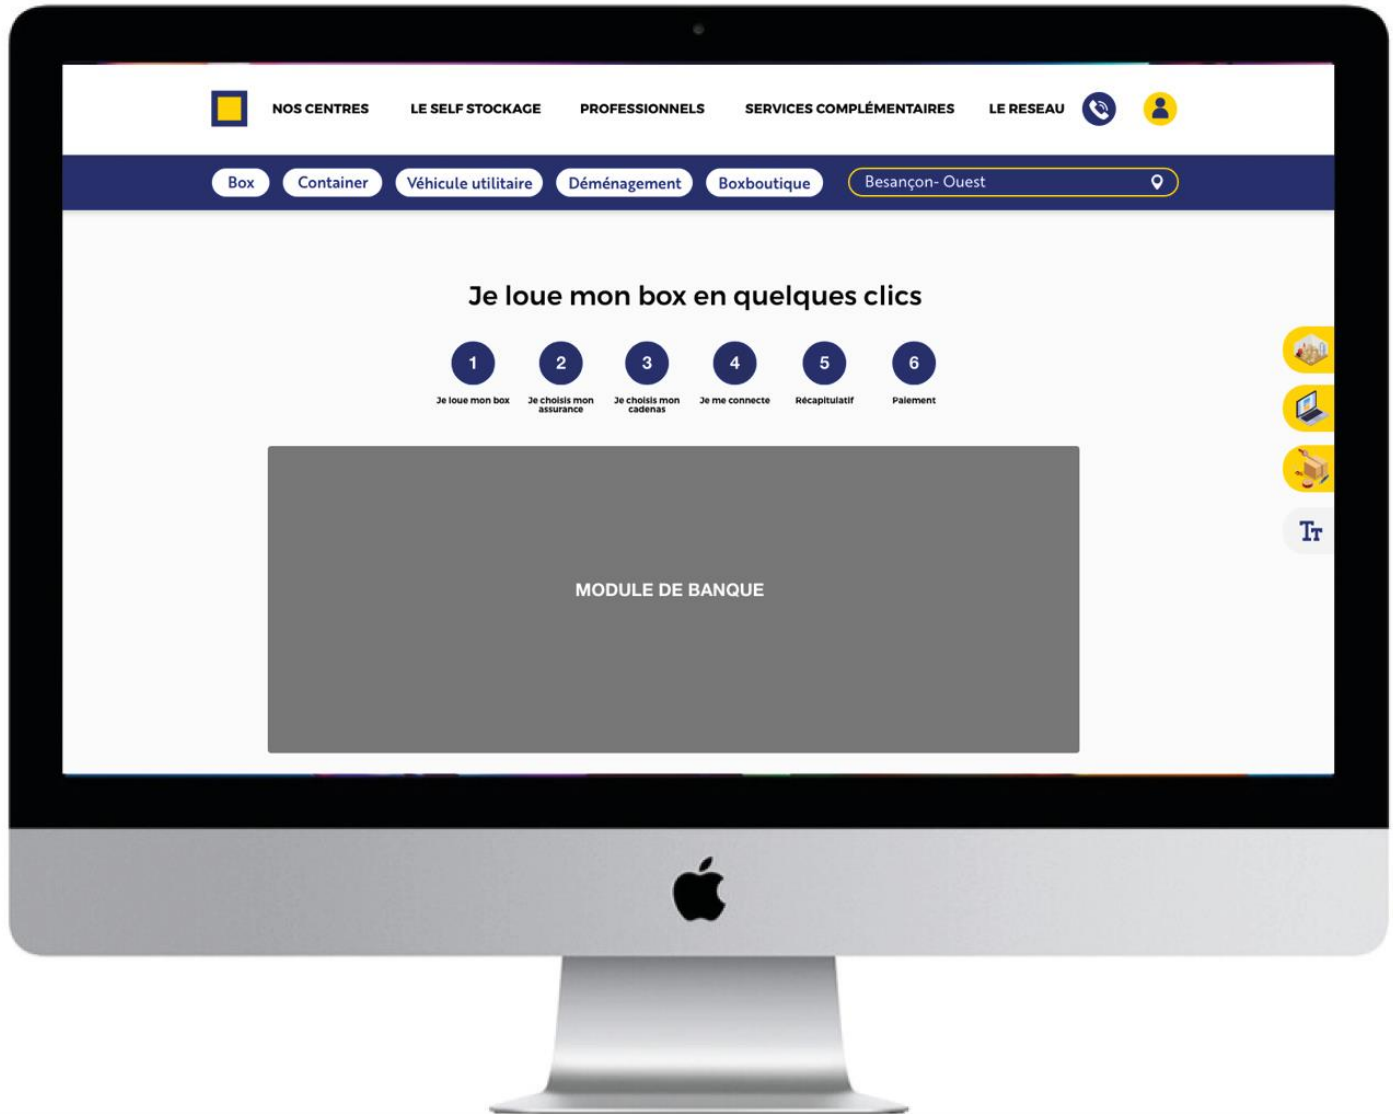 NOS CENTRES LE SELF STOCKAGE PROFESSIONNELS SERVICES COMPLÉMENTAIRES LE RESEAU
Box Container Véhicule utilitaire Déménagement Boxboutique Besançon- Ouest
Je loue mon box en quelques clics
1 2 3 4 5 6
Je loue mon box Je choisis mon Je choisis mon Je me connecte Récapitulatif Paiement
assurance cadenas
MODULE DE BANQUE
TT